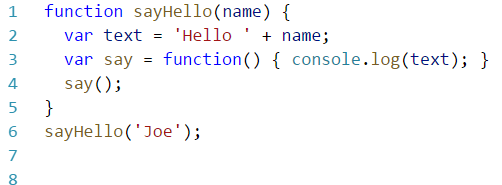 1 function sayHello(name) {
2   var text = 'Hello ' + name;
3   var say = function() { console.log(text); }
4   say();
5 }
6 sayHello('Joe');
7
8